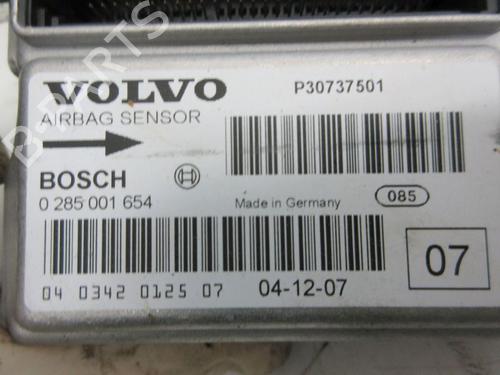 VOLVO
P30737501
AIRBAG SENSOR
BOSCH
0 285 001 654
Made in Germany
085
07
04 0342 0125 07
04-12-07
B-PARTS